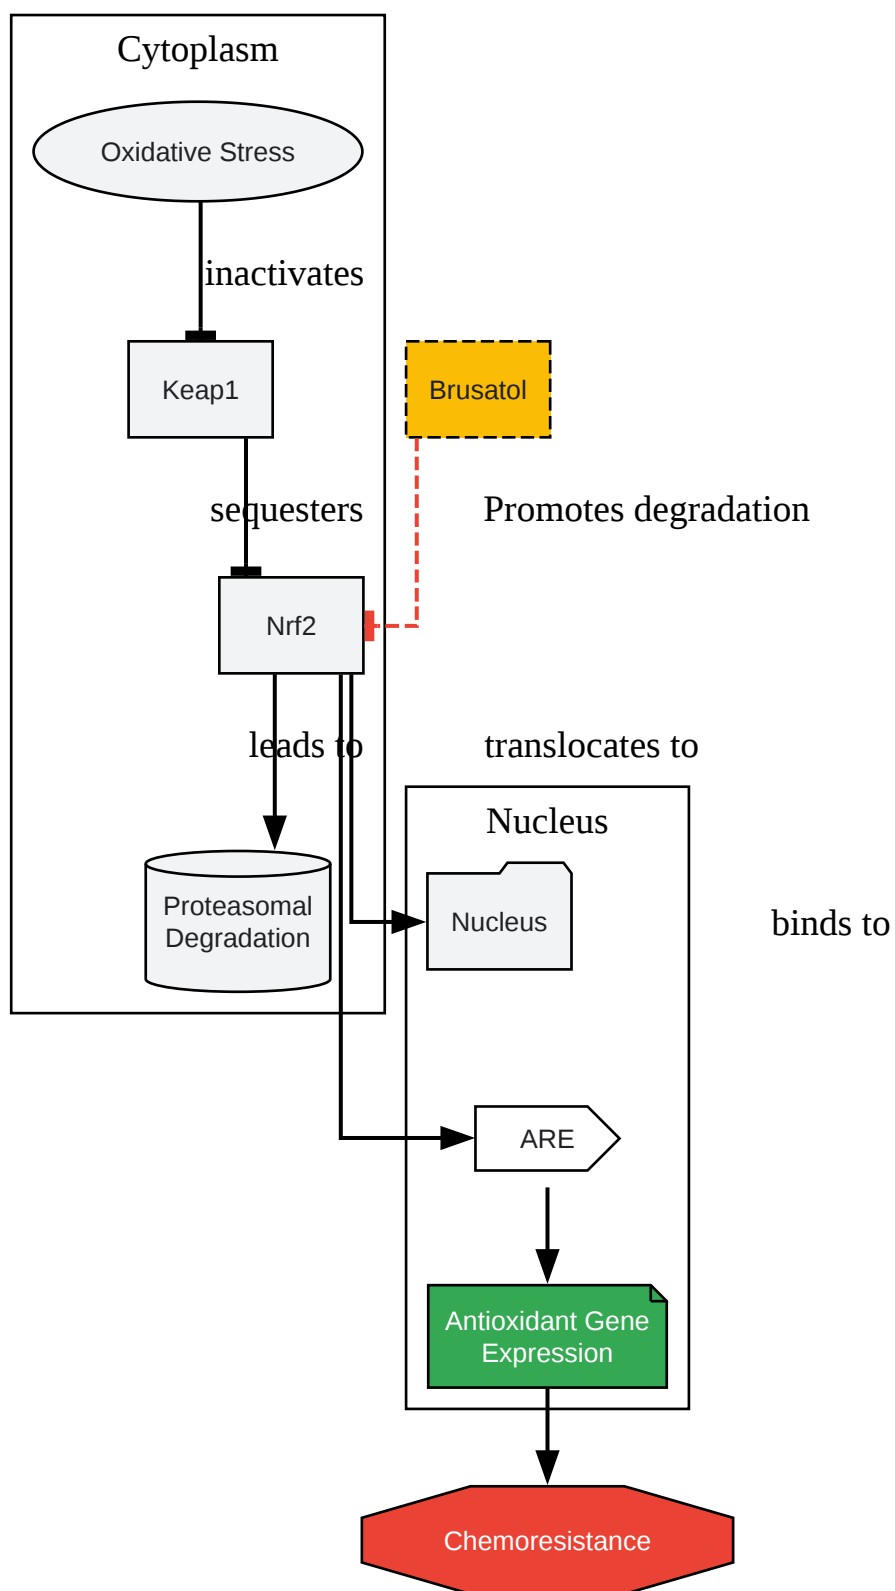 Cytoplasm
Oxidative Stress
inactivates
Keap1
Brusatol
sequesters
Promotes degradation
Nrf2
leads to
translocates to
Nucleus
Proteasomal
Degradation
Nucleus
binds to
ARE
Antioxidant Gene
Expression
Chemoresistance